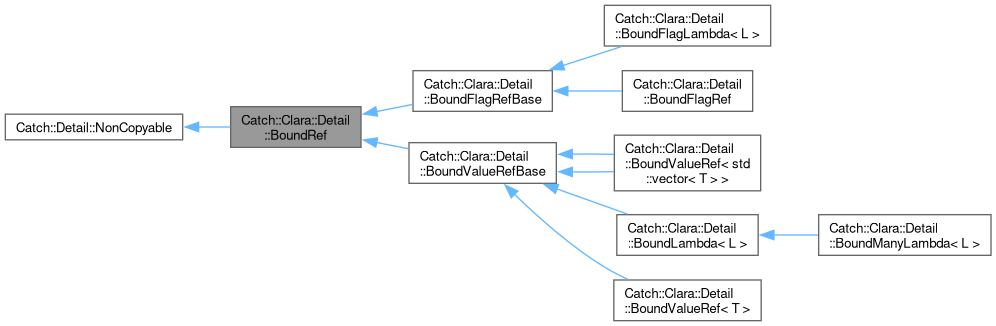 Catch::Clara::Detail
::BoundFlagLambda< L >
Catch::Clara::Detail
::BoundFlagRefBase
Catch::Clara::Detail
::BoundFlagRef
Catch::Detail::NonCopyable
Catch::Clara::Detail
::BoundRef
Catch::Clara::Detail
::BoundValueRefBase
Catch::Clara::Detail
::BoundValueRef< std
::vector< T > >
Catch::Clara::Detail
::BoundLambda< L >
Catch::Clara::Detail
::BoundManyLambda< L >
Catch::Clara::Detail
::BoundValueRef< T >